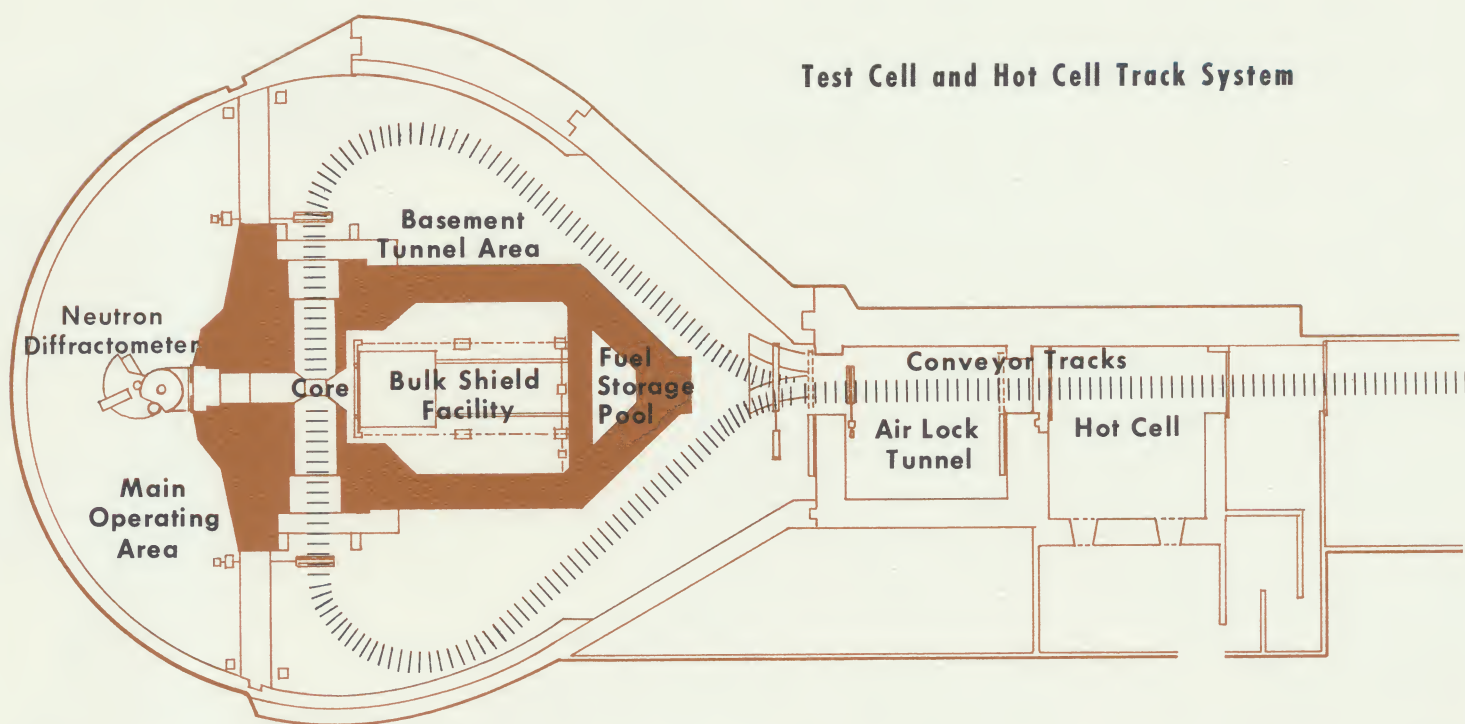 Test Cell and Hot Cell Track System
Basement
Tunnel Area
Neutron
Diffractometer
Core
Bulk Shield
Facility
Fuel
Storage
Pool
Conveyor Tracks
Air Lock
Tunnel
Hot Cell
Main
Operating
Area